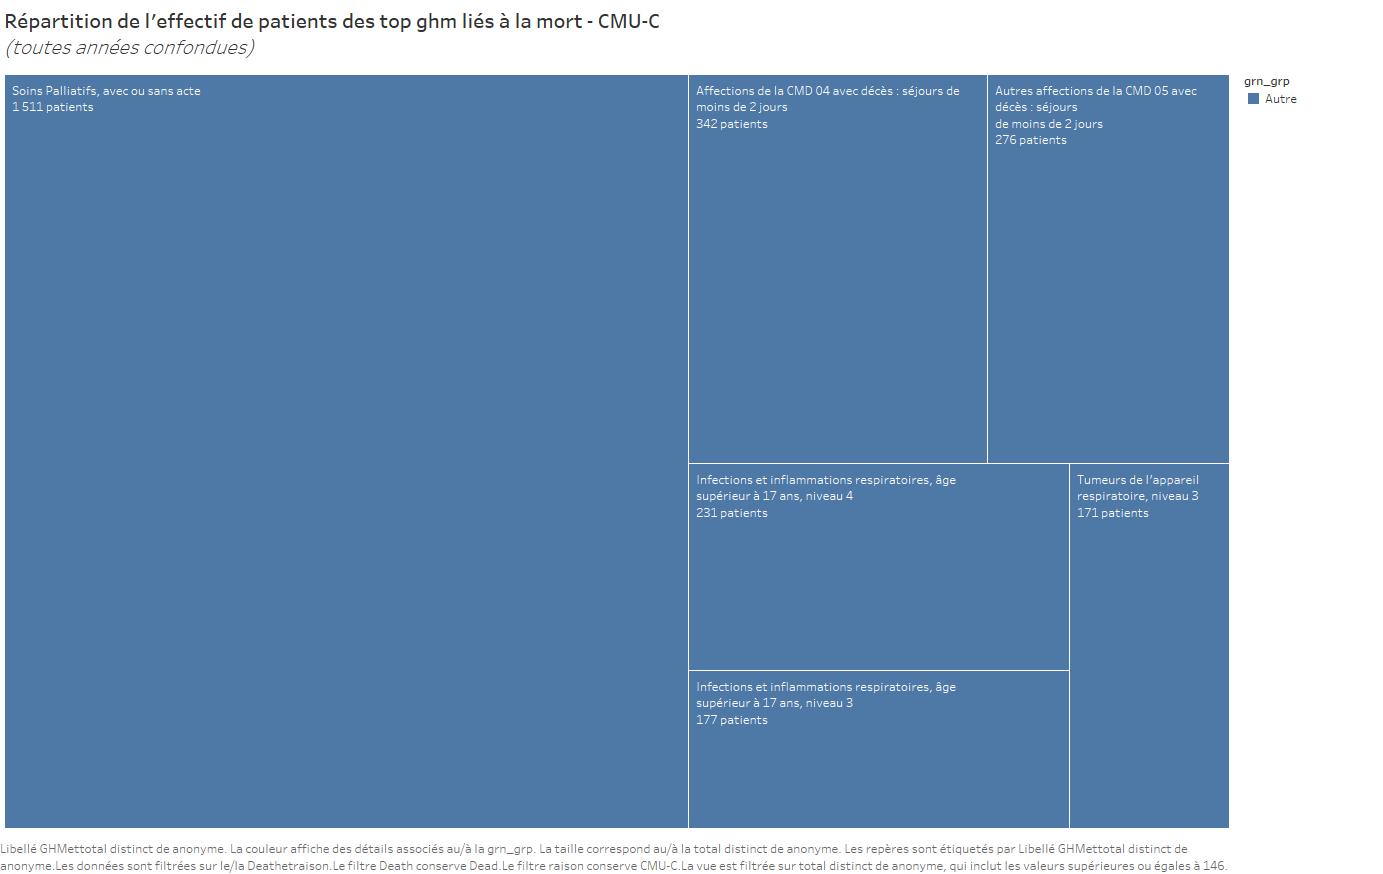 Répartition de l'effectif de patients des top ghm liés à la mort - CMU-C
(toutes années confondues)
Soins Palliatifs, avec ou sans acte
1 511 patients
Affections de la CMD 04 avec décès : séjours de
moins de 2 jours
342 patients
Autres affections de la CMD 05 avec
décès : séjours
de moins de 2 jours
276 patients
grn_grp
Autre
Infections et inflammations respiratoires, âge
supérieur à 17 ans, niveau 4
231 patients
Tumeurs de l'appareil
respiratoire, niveau 3
171 patients
Infections et inflammations respiratoires, âge
supérieur à 17 ans, niveau 3
177 patients
Libellé GHMettotal distinct de anonyme. La couleur affiche des détails associés au/à la grn_grp. La taille correspond au/à la total distinct de anonyme. Les repères sont étiquetés par Libellé GHMettotal distinct de
anonyme.Les données sont filtrées sur le/la Deathetraison.Le filtre Death conserve Dead.Le filtre raison conserve CMU-C.La vue est filtrée sur total distinct de anonyme, qui inclut les valeurs supérieures ou égales à 146.